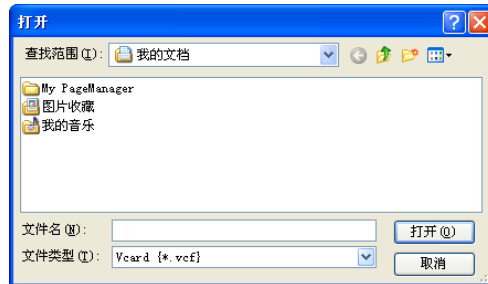 打开
查找范围(I): 我的文档
My PageManager
图片收藏
我的音乐
文件名(N): 打开(O)
文件类型(T): Vcard {*.vcf} 取消